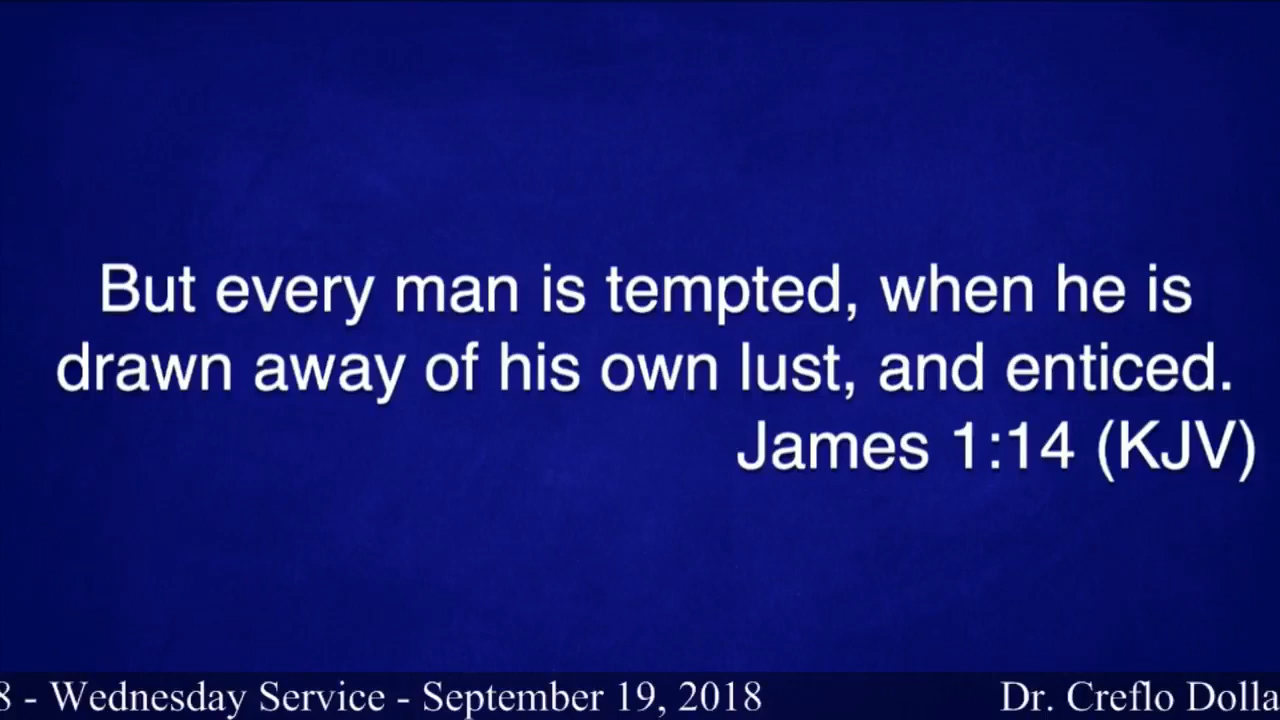 But every man is tempted, when he is
drawn away of his own lust, and enticed.
James 1:14 (KJV)
8 - Wednesday Service - September 19, 2018 Dr. Creflo Dolla